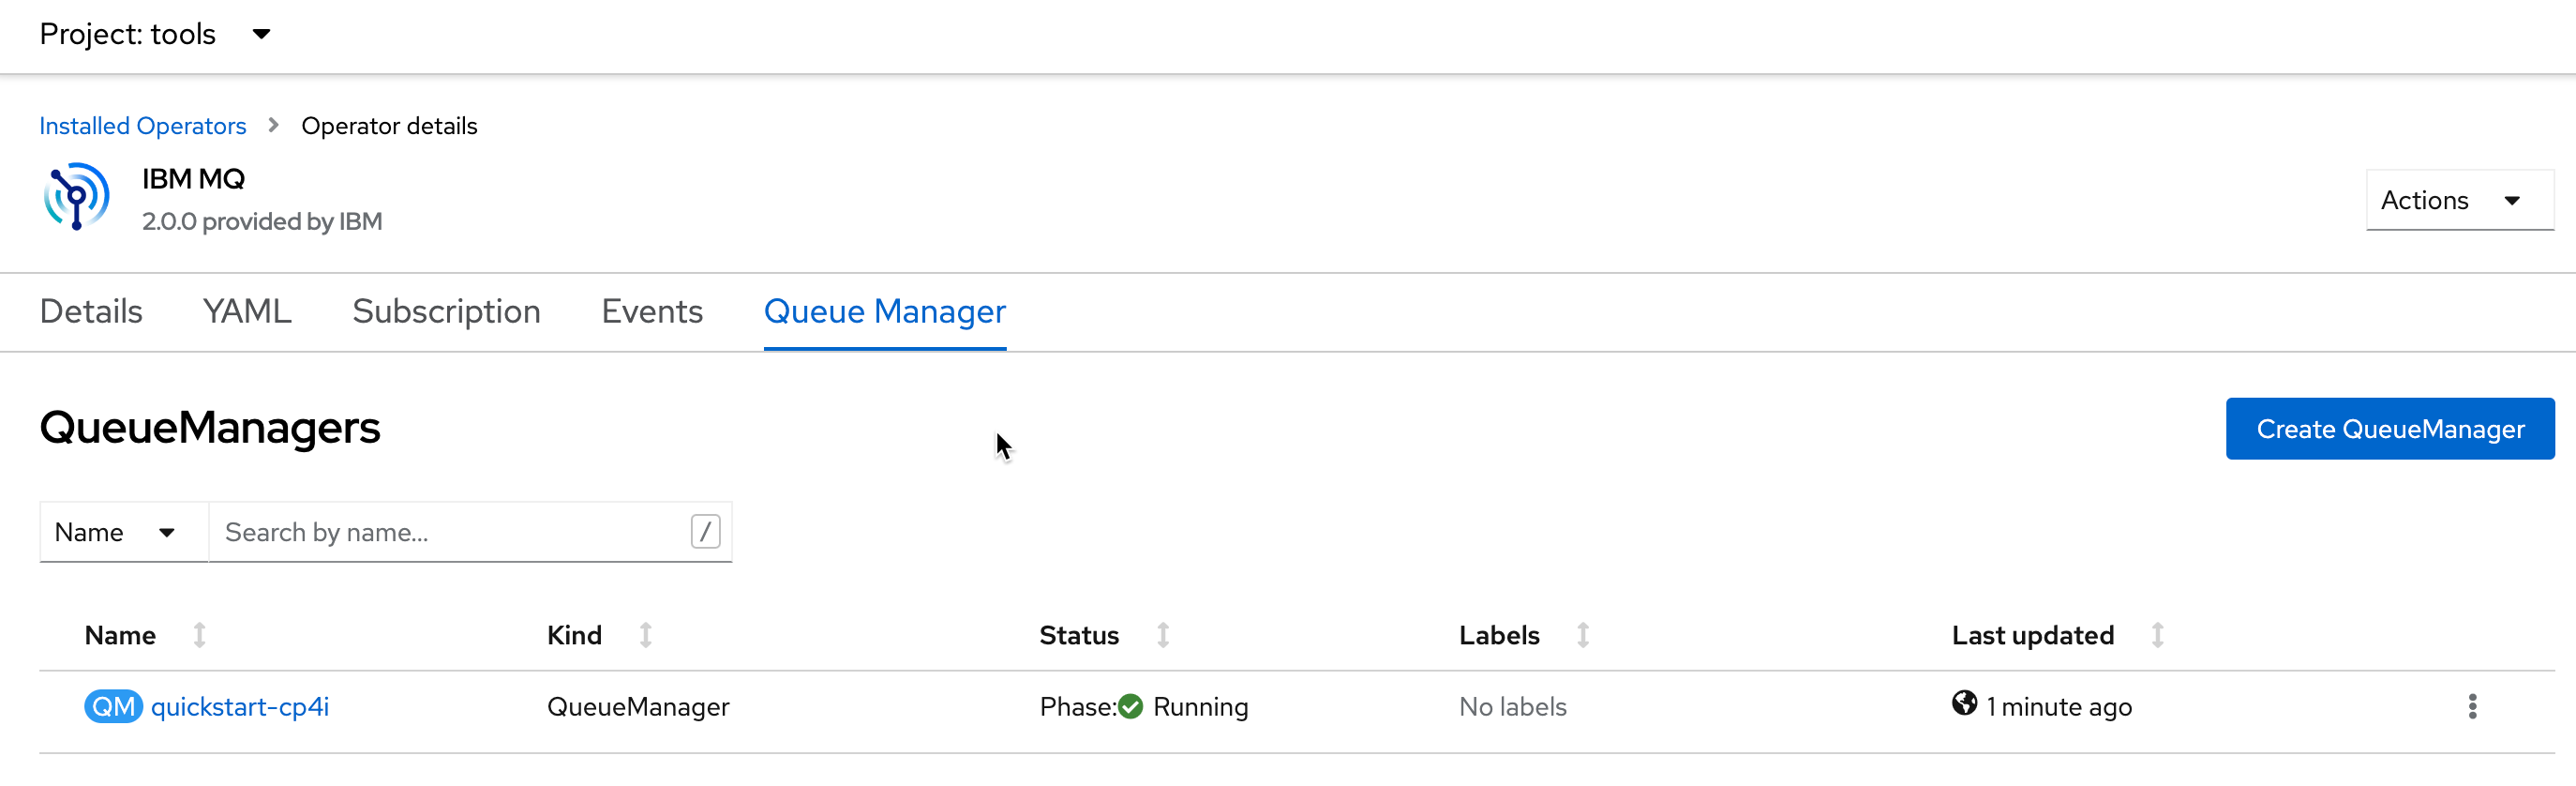 Project: tools
Installed Operators > Operator details
IBM MQ
2.0.0 provided by IBM
Actions
Details YAML Subscription Events Queue Manager
QueueManagers
Create QueueManager
Name Search by name... /
Name Kind Status Labels Last updated
QM quickstart-cp4i QueueManager Phase: Running No labels 1 minute ago